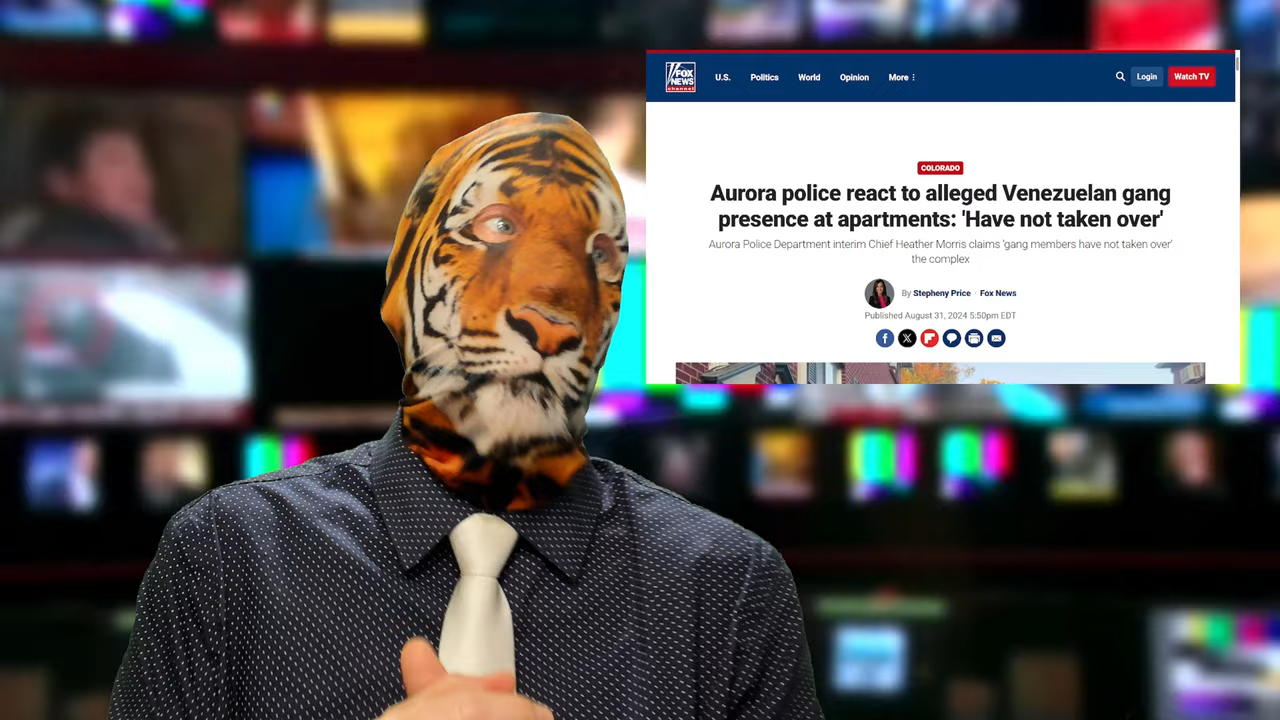 FOX
NEWS
channel
U.S. Politics World Opinion More
Login
Watch TV
COLORADO
Aurora police react to alleged Venezuelan gang
presence at apartments: 'Have not taken over'
Aurora Police Department interim Chief Heather Morris claims 'gang members have not taken over'
the complex
By Stepheny Price · Fox News
Published August 31, 2024 5:50pm EDT